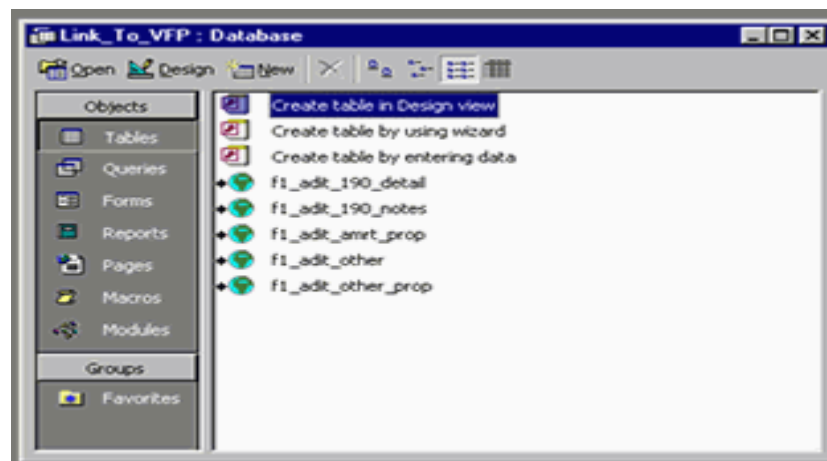 Link_To_VFP : Database
Open Design New
Objects
Tables
Queries
Forms
Reports
Pages
Macros
Modules
Groups
Favorites
Create table in Design view
Create table by using wizard
Create table by entering data
f1_adit_190_detail
f1_adit_190_notes
f1_adit_amrt_prop
f1_adit_other
f1_adit_other_prop